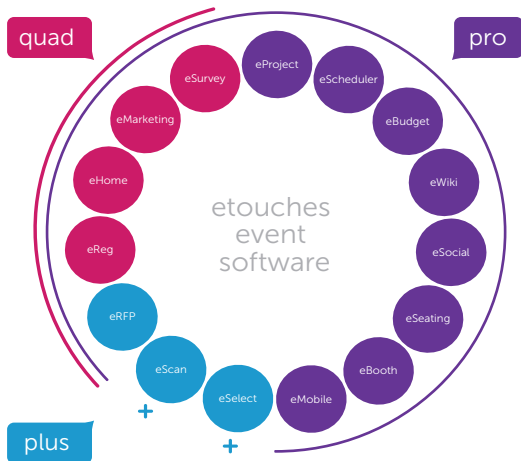 quad
pro
eSurvey
eProject
eScheduler
eMarketing
eBudget
eHome
eWiki
etouches
event
software
eReg
eSocial
eRFP
eSeating
eScan
eBooth
eSelect
eMobile
+
+
plus